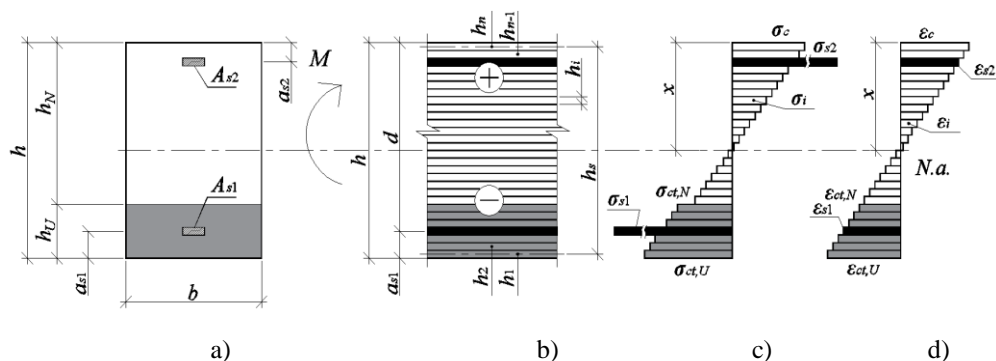 h
h_N
h_U
a_s1
A_s2
a_s2
A_s1
b
M
h_n
h_n-1
h_i
+
d
h
h_s
−
a_s1
h_2
h_1
σ_c
σ_s2
x
σ_i
σ_ct,N
σ_s1
σ_ct,U
ε_c
ε_s2
x
ε_i
N.a.
ε_ct,N
ε_s1
ε_ct,U
a)
b)
c)
d)